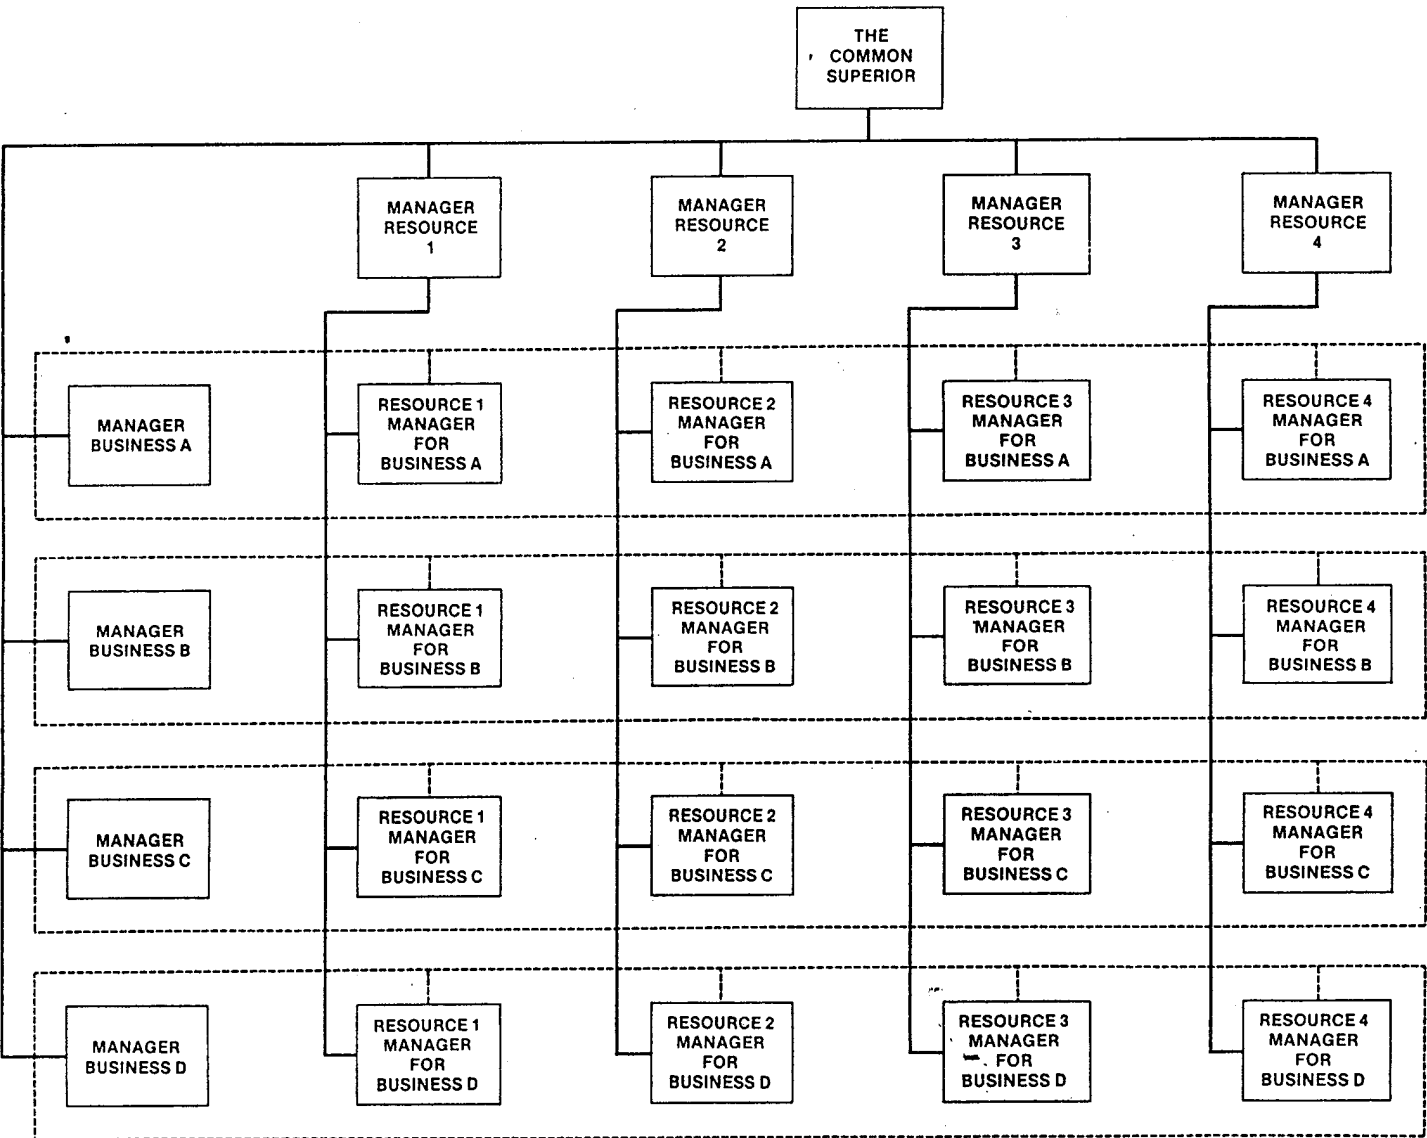 THE
COMMON
SUPERIOR
MANAGER
RESOURCE
1
MANAGER
RESOURCE
2
MANAGER
RESOURCE
3
MANAGER
RESOURCE
4
MANAGER
BUSINESS A
RESOURCE 1
MANAGER
FOR
BUSINESS A
RESOURCE 2
MANAGER
FOR
BUSINESS A
RESOURCE 3
MANAGER
FOR
BUSINESS A
RESOURCE 4
MANAGER
FOR
BUSINESS A
MANAGER
BUSINESS B
RESOURCE 1
MANAGER
FOR
BUSINESS B
RESOURCE 2
MANAGER
FOR
BUSINESS B
RESOURCE 3
MANAGER
FOR
BUSINESS B
RESOURCE 4
MANAGER
FOR
BUSINESS B
MANAGER
BUSINESS C
RESOURCE 1
MANAGER
FOR
BUSINESS C
RESOURCE 2
MANAGER
FOR
BUSINESS C
RESOURCE 3
MANAGER
FOR
BUSINESS C
RESOURCE 4
MANAGER
FOR
BUSINESS C
MANAGER
BUSINESS D
RESOURCE 1
MANAGER
FOR
BUSINESS D
RESOURCE 2
MANAGER
FOR
BUSINESS D
RESOURCE 3
MANAGER
FOR
BUSINESS D
RESOURCE 4
MANAGER
FOR
BUSINESS D